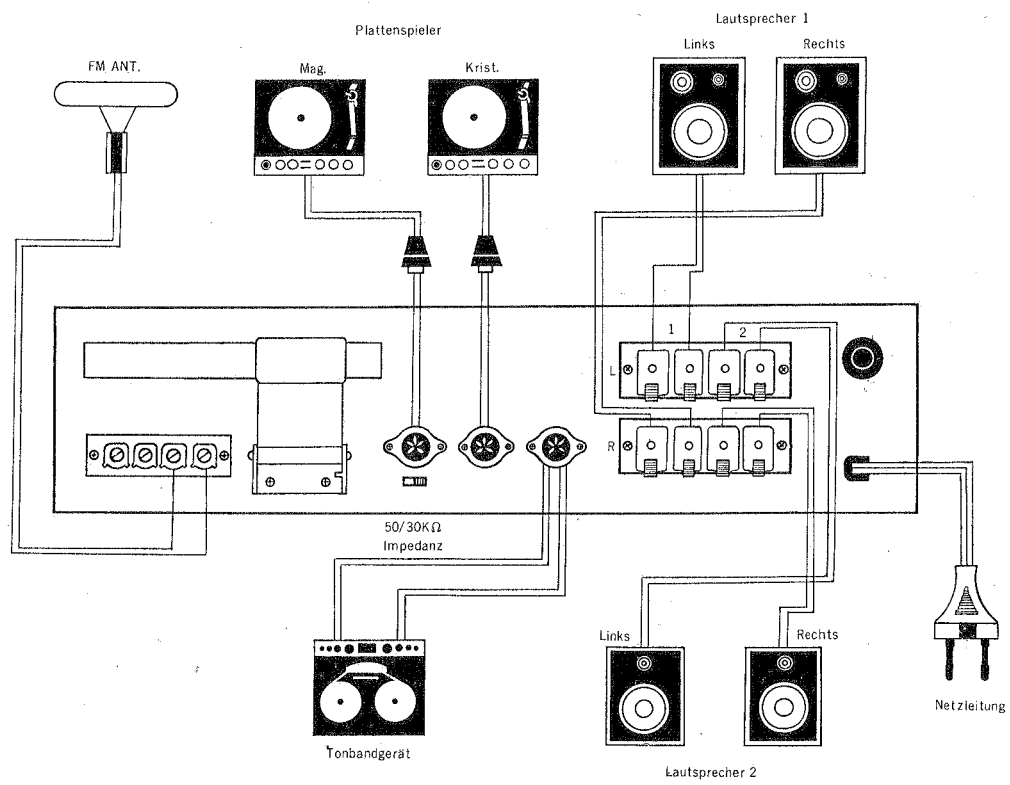 Lautsprecher 1
Plattenspieler
Links
Rechts
FM ANT.
Mag.
Krist.
1
2
L
R
50/30KΩ
Impedanz
Links
Rechts
Netzleitung
Tonbandgerät
Lautsprecher 2